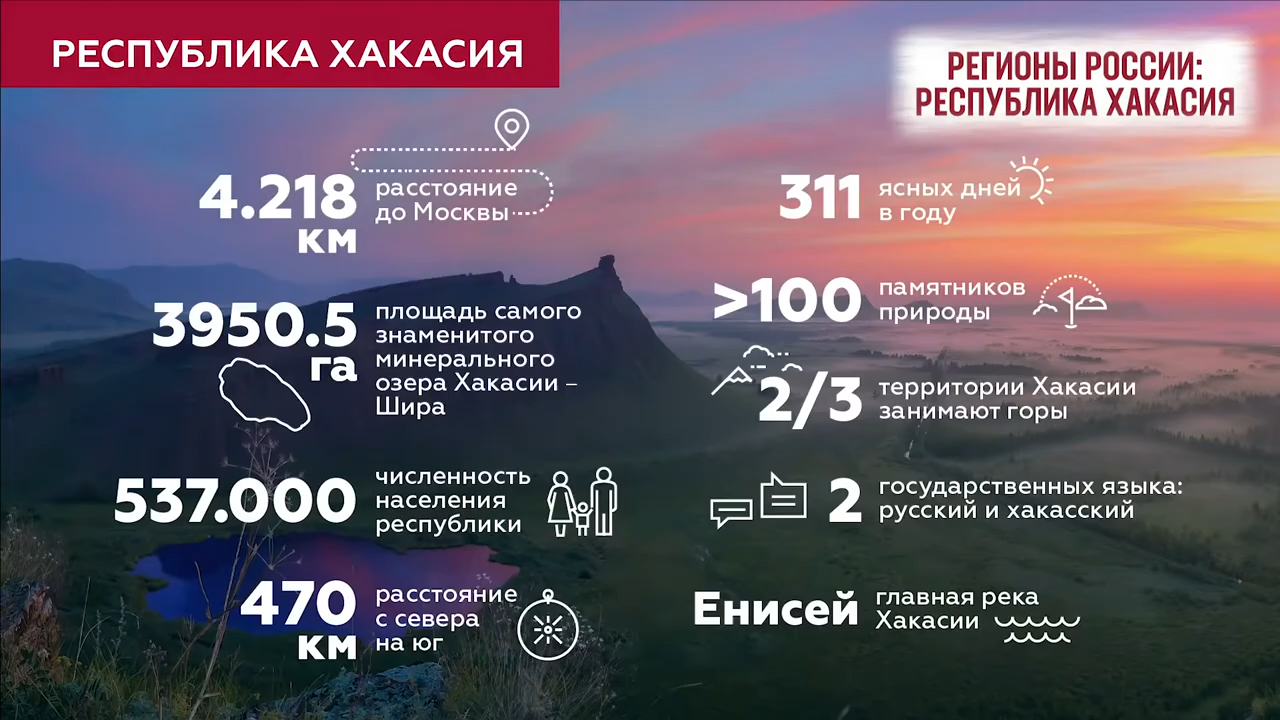 РЕСПУБЛИКА ХАКАСИЯ
РЕГИОНЫ РОССИИ:
РЕСПУБЛИКА ХАКАСИЯ
4.218
км
расстояние
до Москвы
3950.5
га
площадь самого
знаменитого
минерального
озера Хакасии –
Шира
537.000
численность
населения
республики
470
км
расстояние
с севера
на юг
311
ясных дней
в году
>100
памятников
природы
2/3
территории Хакасии
занимают горы
2
государственных языка:
русский и хакасский
Енисей
главная река
Хакасии